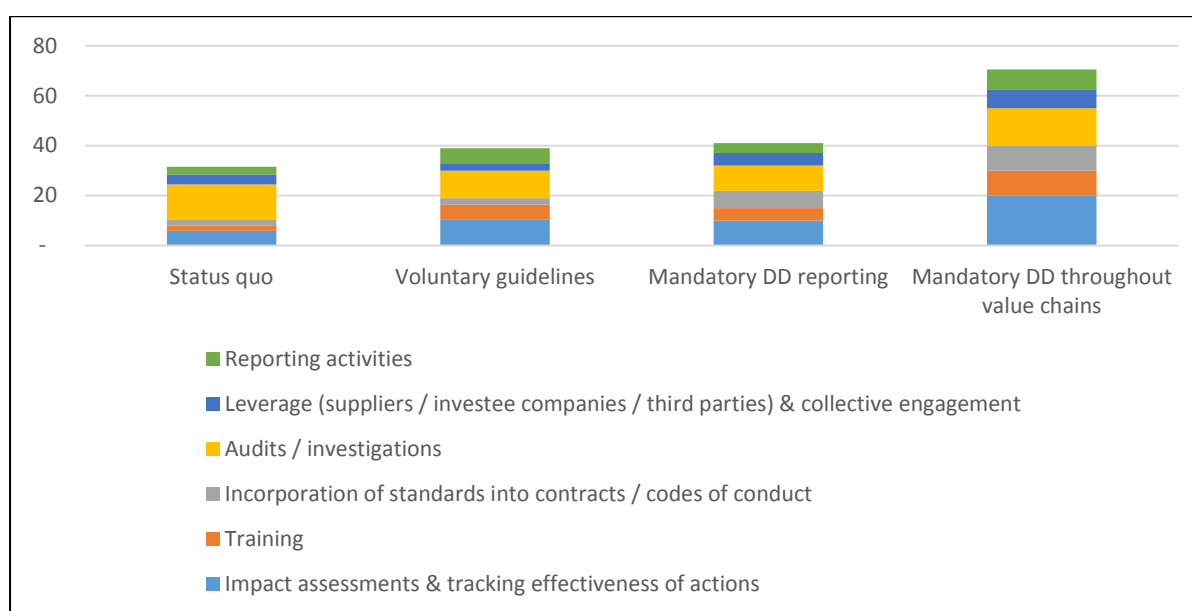 80
60
40
20
-
Status quo
Voluntary guidelines
Mandatory DD reporting
Mandatory DD throughout
value chains
Reporting activities
Leverage (suppliers / investee companies / third parties) & collective engagement
Audits / investigations
Incorporation of standards into contracts / codes of conduct
Training
Impact assessments & tracking effectiveness of actions